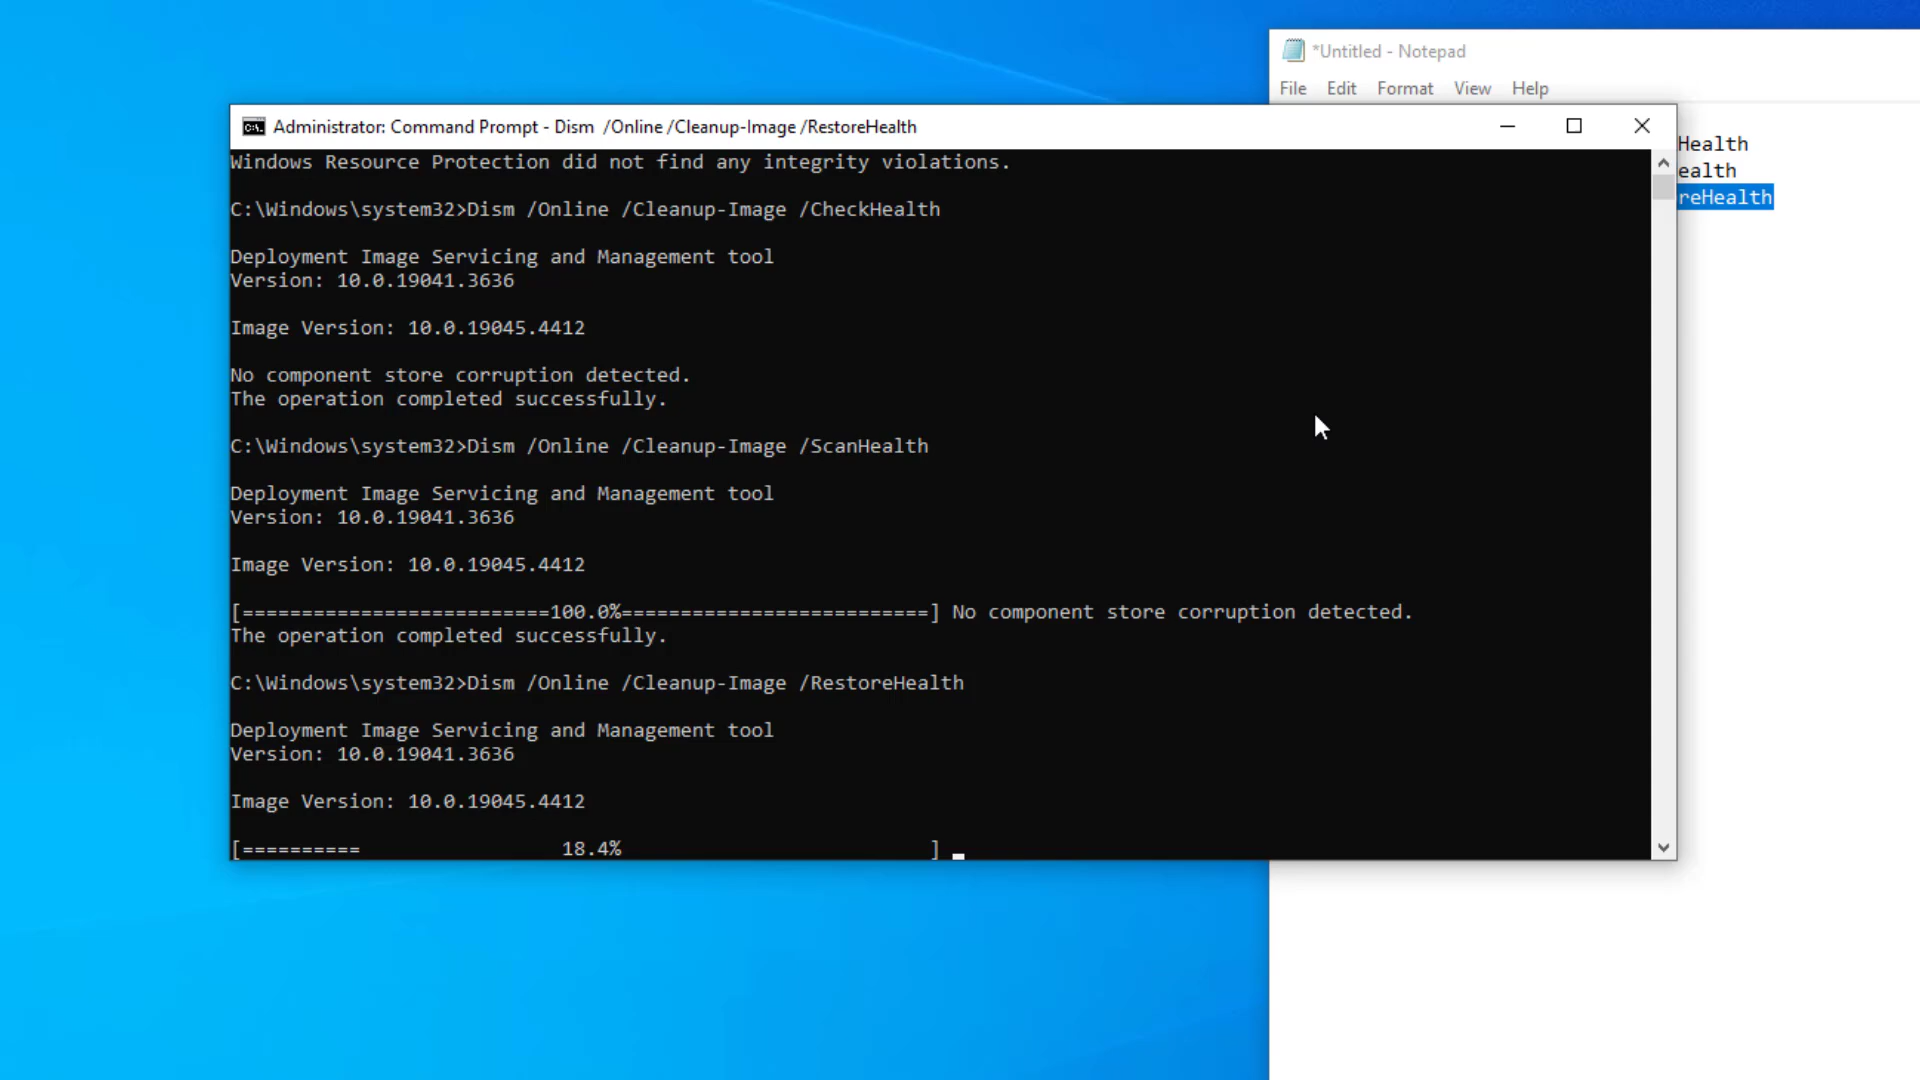 *Untitled - Notepad
File Edit Format View Help
Health
ealth
reHealth
Administrator: Command Prompt - Dism /Online /Cleanup-Image /RestoreHealth
Windows Resource Protection did not find any integrity violations.
C:\Windows\system32>Dism /Online /Cleanup-Image /CheckHealth
Deployment Image Servicing and Management tool
Version: 10.0.19041.3636
Image Version: 10.0.19045.4412
No component store corruption detected.
The operation completed successfully.
C:\Windows\system32>Dism /Online /Cleanup-Image /ScanHealth
Deployment Image Servicing and Management tool
Version: 10.0.19041.3636
Image Version: 10.0.19045.4412
[==========================100.0%==========================] No component store corruption detected.
The operation completed successfully.
C:\Windows\system32>Dism /Online /Cleanup-Image /RestoreHealth
Deployment Image Servicing and Management tool
Version: 10.0.19041.3636
Image Version: 10.0.19045.4412
[==========                 18.4%                          ]